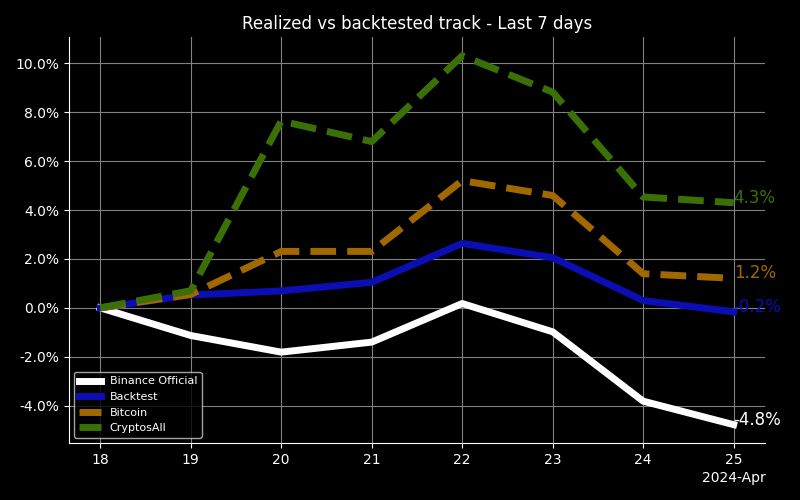 Realized vs backtested track - Last 7 days
10.0%
8.0%
6.0%
4.0%
2.0%
0.0%
-2.0%
-4.0%
4.3%
1.2%
-0.2%
-4.8%
Binance Official
Backtest
Bitcoin
CryptosAll
18 19 20 21 22 23 24 25
2024-Apr